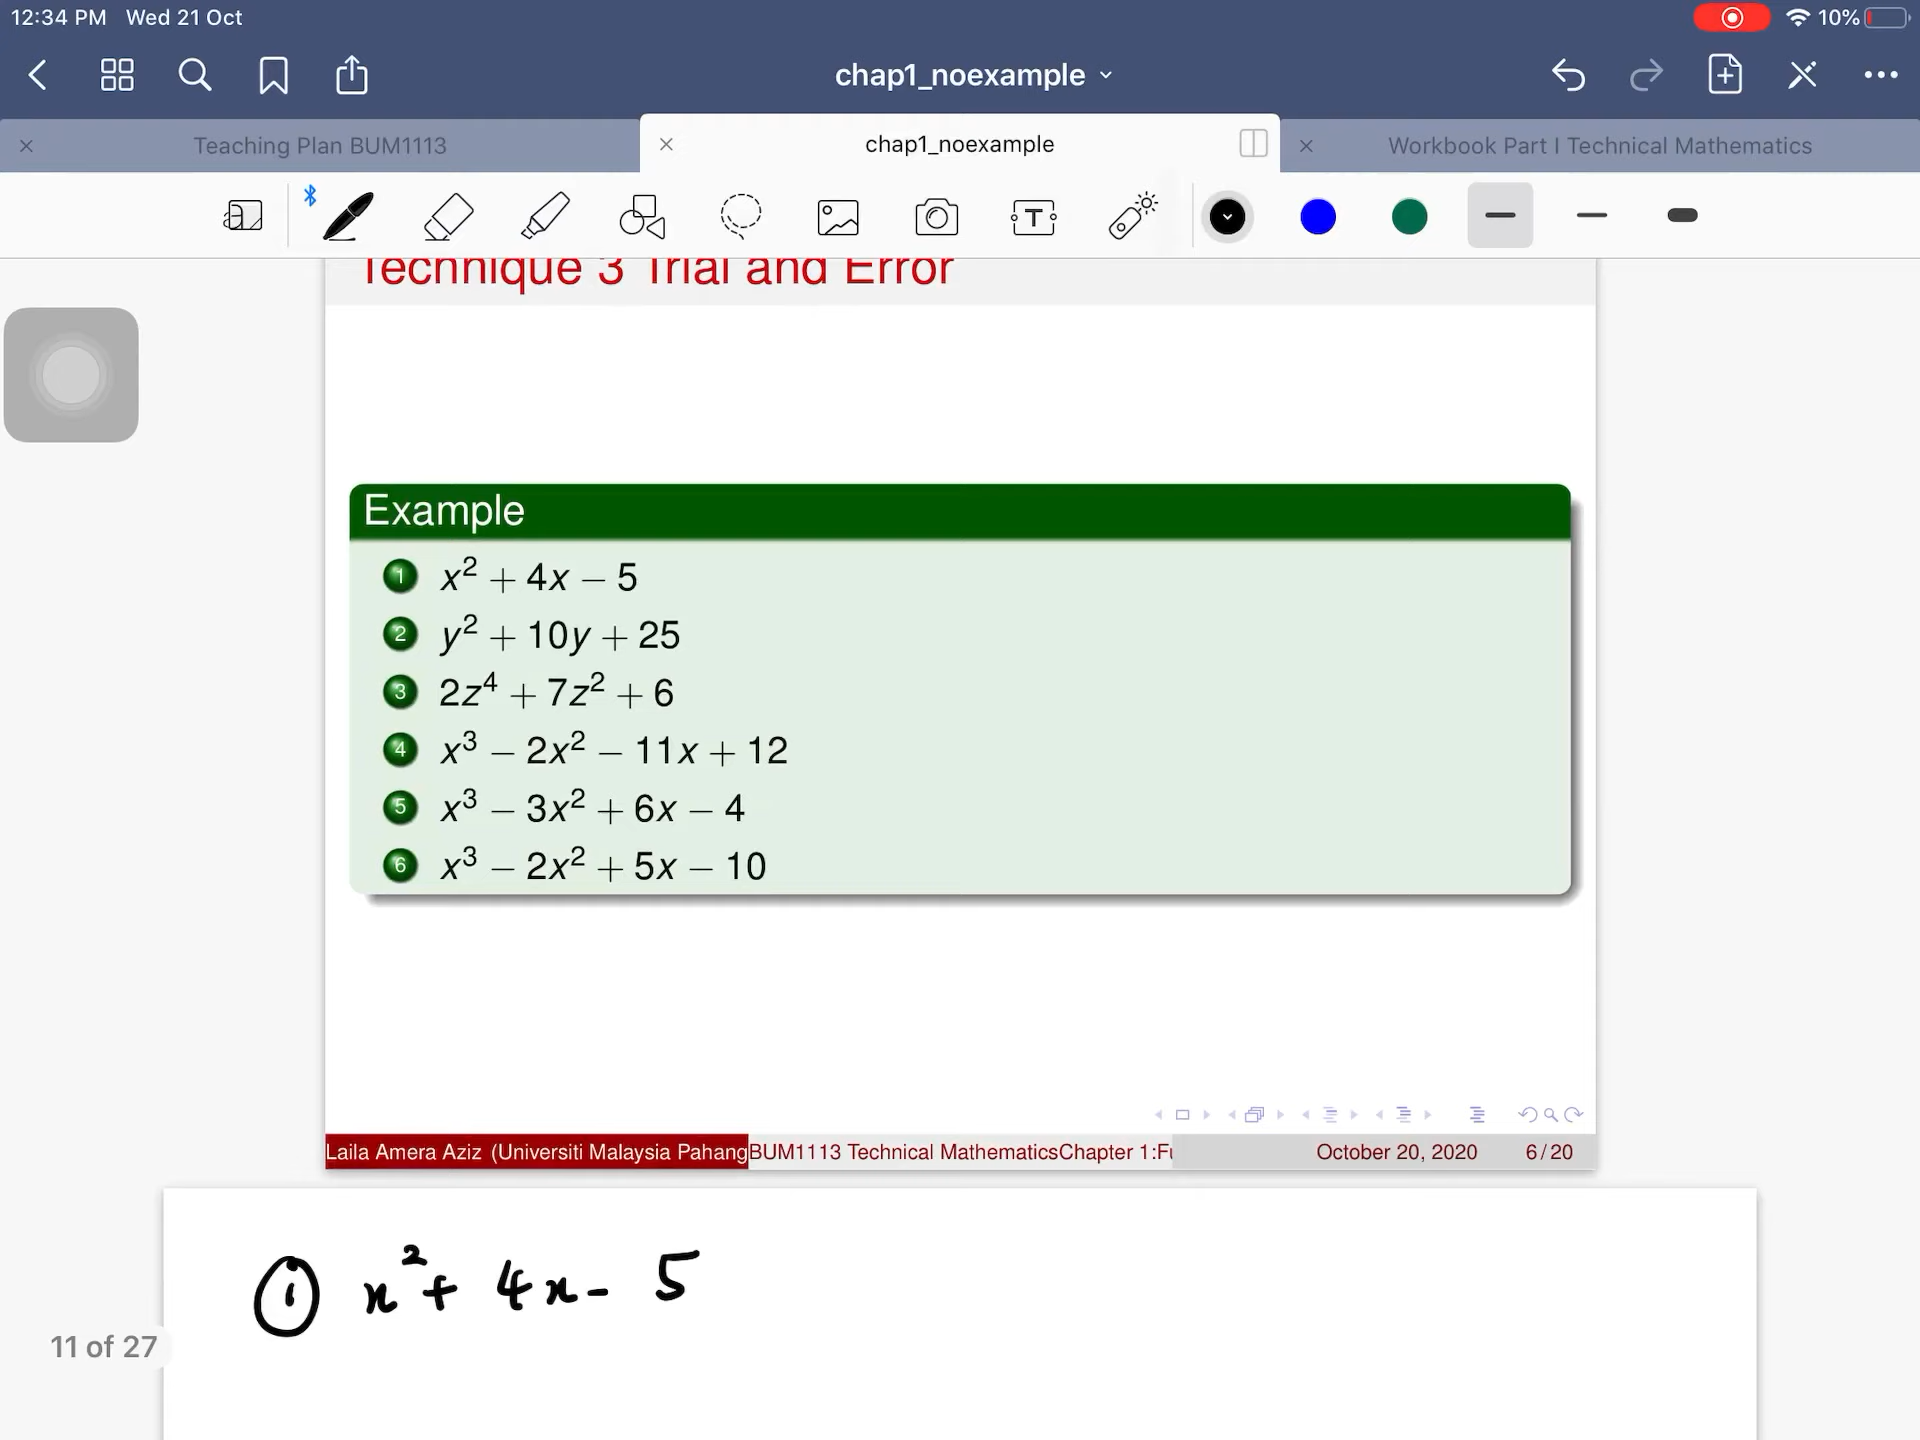 12:34 PM Wed 21 Oct 10%
chap1_noexample
Teaching Plan BUM1113 chap1_noexample Workbook Part I Technical Mathematics
Technique 3 Trial and Error
Example
1 x² + 4x − 5
2 y² + 10y + 25
3 2z⁴ + 7z² + 6
4 x³ − 2x² − 11x + 12
5 x³ − 3x² + 6x − 4
6 x³ − 2x² + 5x − 10
Laila Amera Aziz (Universiti Malaysia Pahang BUM1113 Technical MathematicsChapter 1:Fu October 20, 2020 6 / 20
① x² + 4x - 5
11 of 27